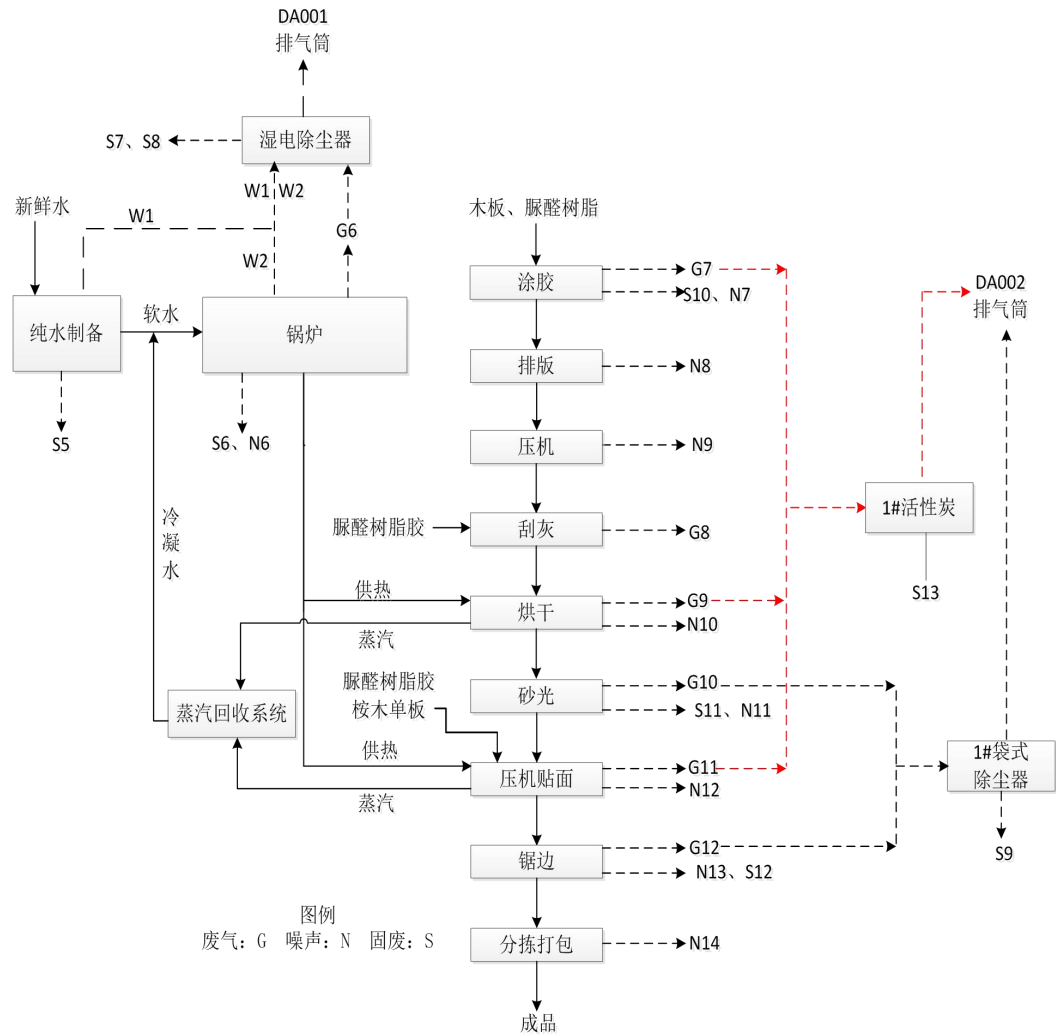 DA001
排气筒
湿电除尘器
S7、S8
W1
W2
新鲜水
W1
G6
W2
纯水制备
软水
锅炉
S5
S6、N6
冷凝水
蒸汽回收系统
供热
蒸汽
供热
蒸汽
木板、脲醛树脂
涂胶
G7
S10、N7
排版
N8
压机
N9
脲醛树脂胶
刮灰
G8
烘干
G9
N10
砂光
G10
S11、N11
脲醛树脂胶
桉木单板
压机贴面
G11
N12
锯边
G12
N13、S12
分拣打包
N14
成品
DA002
排气筒
1#活性炭
S13
1#袋式
除尘器
S9
图例
废气：G 噪声：N 固废：S